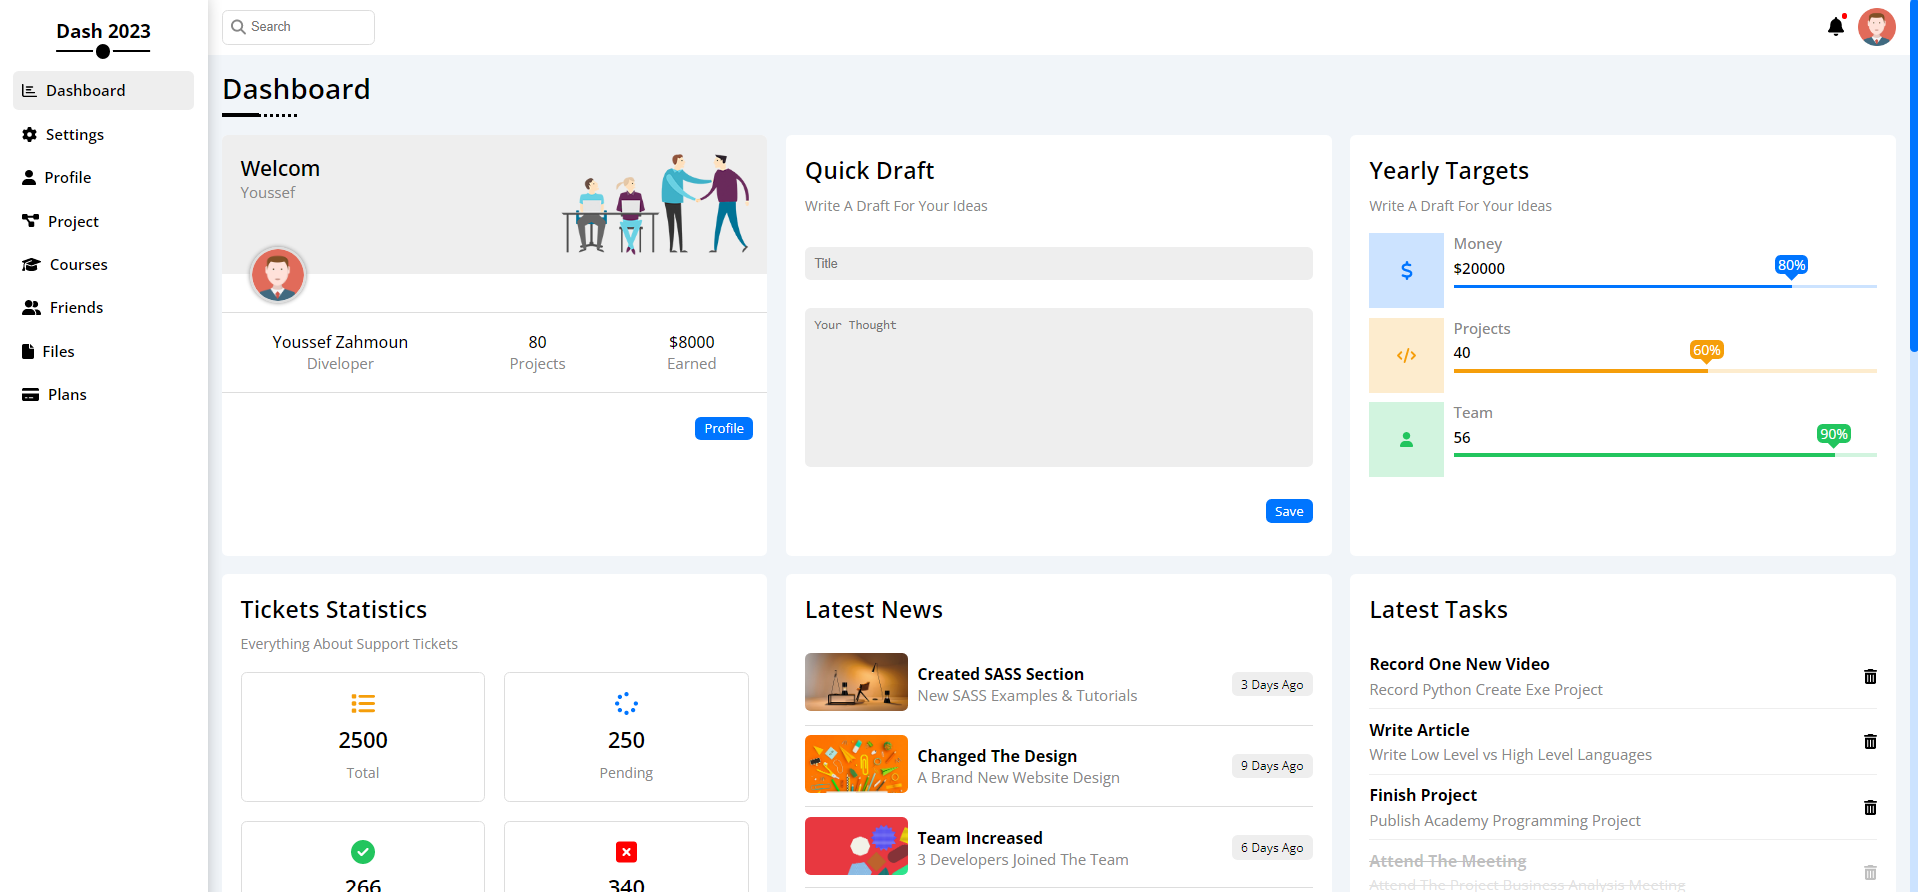 Dash 2023
Dashboard
Settings
Profile
Project
Courses
Friends
Files
Plans
Search
Dashboard
Welcom
Youssef
Youssef Zahmoun
Diveloper
80
Projects
$8000
Earned
Profile
Quick Draft
Write A Draft For Your Ideas
Title
Your Thought
Save
Yearly Targets
Write A Draft For Your Ideas
Money
$20000
80%
Projects
40
60%
Team
56
90%
Tickets Statistics
Everything About Support Tickets
2500
Total
250
Pending
266
340
Latest News
Created SASS Section
New SASS Examples & Tutorials
3 Days Ago
Changed The Design
A Brand New Website Design
9 Days Ago
Team Increased
3 Developers Joined The Team
6 Days Ago
Latest Tasks
Record One New Video
Record Python Create Exe Project
Write Article
Write Low Level vs High Level Languages
Finish Project
Publish Academy Programming Project
Attend The Meeting
Attend The Project Business Analysis Meeting